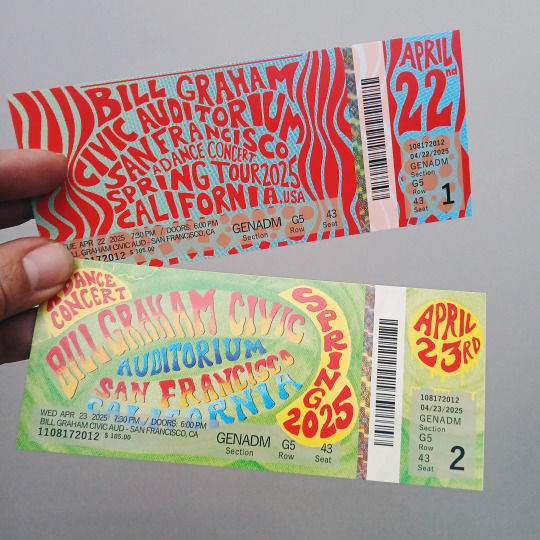 BILL GRAHAM
CIVIC AUDITORIUM
SAN FRANCISCO
A DANCE CONCERT
SPRING TOUR 2025
CALIFORNIA.USA
TUE APR 22 2025 7:30 PM / DOORS: 6:00 PM
BILL GRAHAM CIVIC AUD - SAN FRANCISCO, CA
$ 105.00
GENADM G5 43
Section Row Seat
APRIL
22nd
108172012
04/22/2025
GENADM
Section
G5
Row
43
Seat
1
A DANCE
CONCERT
BILL GRAHAM CIVIC
AUDITORIUM
SAN FRANCISCO
CALIFORNIA
SPRING
2025
WED APR 23 2025 7:30 PM / DOORS: 6:00 PM
BILL GRAHAM CIVIC AUD - SAN FRANCISCO, CA
1108172012 $ 105.00
GENADM G5 43
Section Row Seat
APRIL
23RD
108172012
04/23/2025
GENADM
Section
G5
Row
43
Seat
2